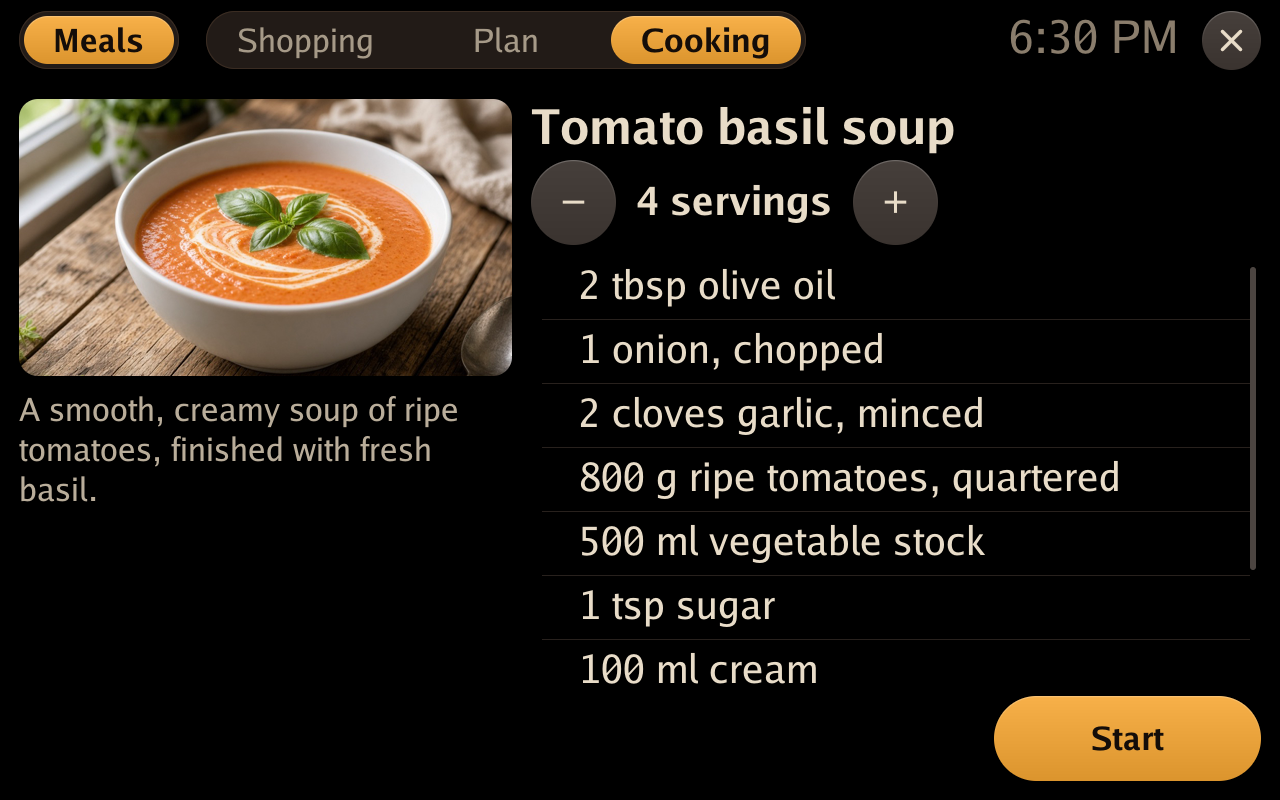 Meals
Shopping
Plan
Cooking
6:30 PM
Tomato basil soup
4 servings
2 tbsp olive oil
1 onion, chopped
2 cloves garlic, minced
800 g ripe tomatoes, quartered
500 ml vegetable stock
1 tsp sugar
100 ml cream
A smooth, creamy soup of ripe
tomatoes, finished with fresh
basil.
Start